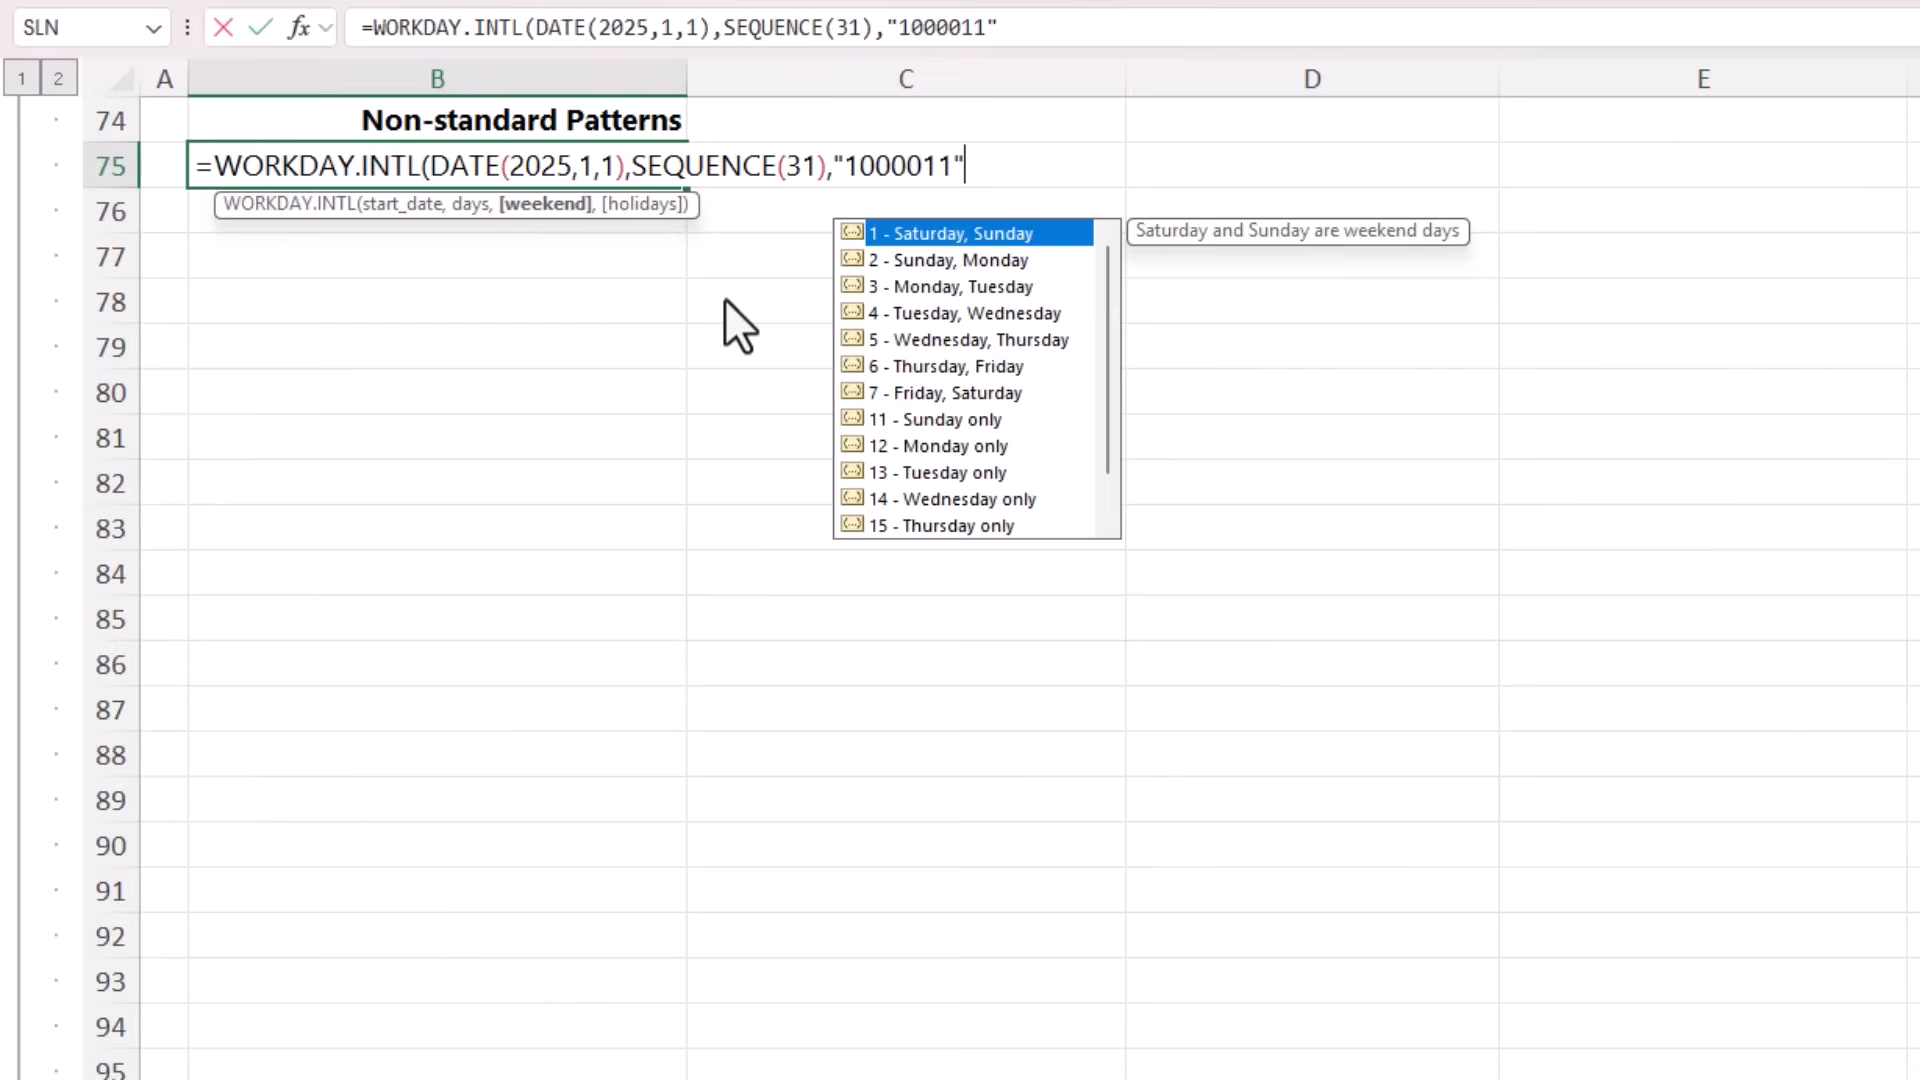 SLN
fx
=WORKDAY.INTL(DATE(2025,1,1),SEQUENCE(31),"1000011"
1 2
A B C D E
74 Non-standard Patterns
75 =WORKDAY.INTL(DATE(2025,1,1),SEQUENCE(31),"1000011"
WORKDAY.INTL(start_date, days, [weekend], [holidays])
76
1 - Saturday, Sunday
Saturday and Sunday are weekend days
2 - Sunday, Monday
77
3 - Monday, Tuesday
78
4 - Tuesday, Wednesday
5 - Wednesday, Thursday
79
6 - Thursday, Friday
80
7 - Friday, Saturday
11 - Sunday only
81
12 - Monday only
13 - Tuesday only
82
14 - Wednesday only
83
15 - Thursday only
84
85
86
87
88
89
90
91
92
93
94
95